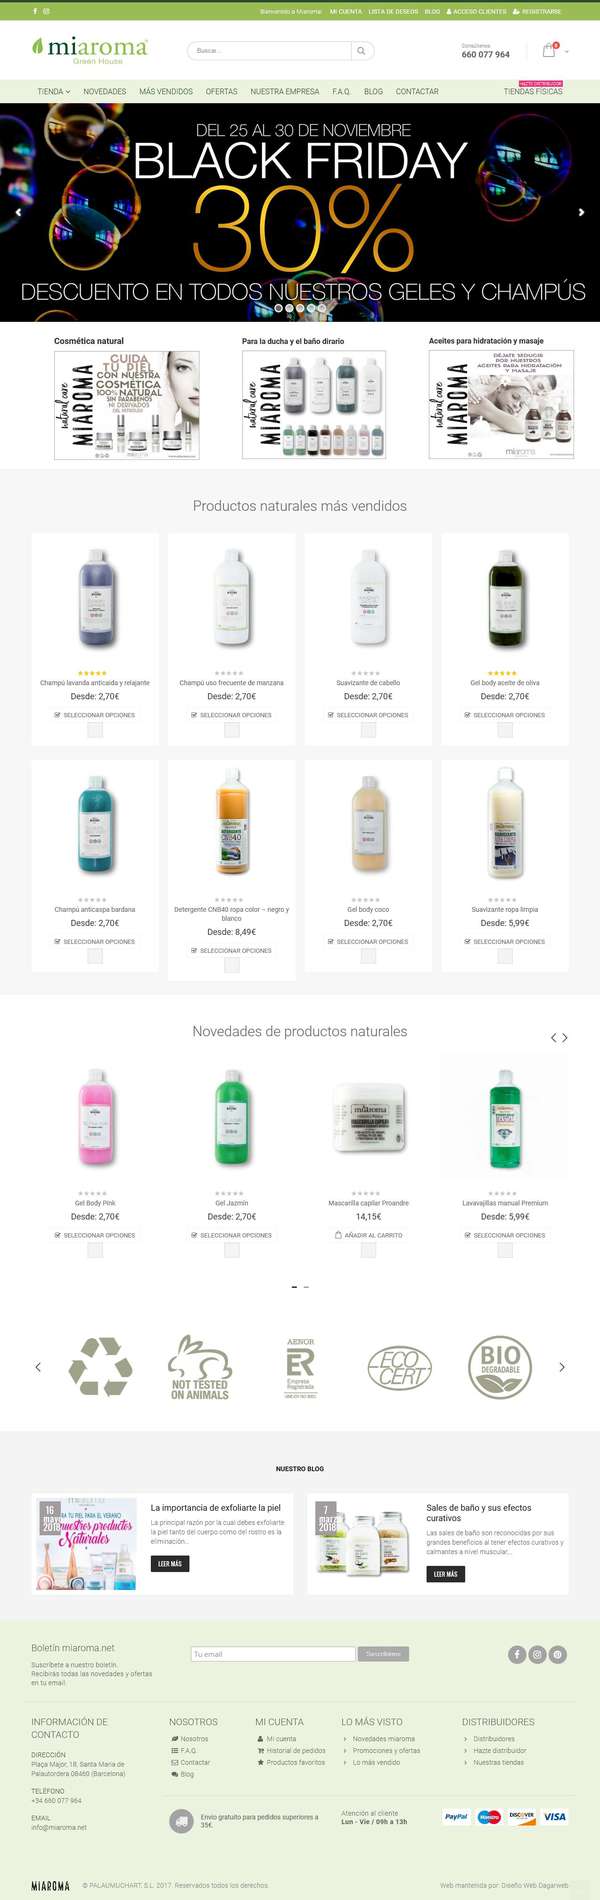 Bienvenido a Miaroma! MI CUENTA LISTA DE DESEOS BLOG ACCESO CLIENTES REGISTRARSE
miaroma
Green House
Buscar...
Consúltenos
660 077 964
0
TIENDA NOVEDADES MÁS VENDIDOS OFERTAS NUESTRA EMPRESA F.A.Q. BLOG CONTACTAR TIENDAS FISICAS
HAZTE DISTRIBUIDOR
DEL 25 AL 30 DE NOVIEMBRE
BLACK FRIDAY
30%
DESCUENTO EN TODOS NUESTROS GELES Y CHAMPÚS
Cosmética natural
Para la ducha y el baño dirario
Aceites para hidratación y masaje
natural care
MIAROMA
CUIDA
TU PIEL
CON NUESTRA
COSMÉTICA
100% NATURAL
SIN PARABENOS
NI DERIVADOS
DEL PETRÓLEO
miaroma
natural care
MIAROMA
natural care
MIAROMA
DÉJATE SEDUCIR
POR NUESTROS
ACEITES PARA HIDRATACIÓN
Y MASAJE
miaroma
Productos naturales más vendidos
Champú lavanda anticaida y relajante
Desde: 2,70€
SELECCIONAR OPCIONES
Champú uso frecuente de manzana
Desde: 2,70€
SELECCIONAR OPCIONES
Suavizante de cabello
Desde: 2,70€
SELECCIONAR OPCIONES
Gel body aceite de oliva
Desde: 2,70€
SELECCIONAR OPCIONES
Champú anticaspa bardana
Desde: 2,70€
SELECCIONAR OPCIONES
Detergente CNB40 ropa color – negro y
blanco
Desde: 8,49€
SELECCIONAR OPCIONES
Gel body coco
Desde: 2,70€
SELECCIONAR OPCIONES
Suavizante ropa limpia
Desde: 5,99€
SELECCIONAR OPCIONES
Novedades de productos naturales
Gel Body Pink
Desde: 2,70€
SELECCIONAR OPCIONES
Gel Jazmín
Desde: 2,70€
SELECCIONAR OPCIONES
miaroma
Mascarilla capilar Proandre
14,15€
AÑADIR AL CARRITO
Lavavajillas manual Premium
Desde: 5,99€
SELECCIONAR OPCIONES
NOT TESTED
ON ANIMALS
AENOR
ER
Empresa
Registrada
ECO
CERT
BIO
DEGRADABLE
NUESTRO BLOG
16
mayo
2018
nuestros productos
Naturales
La importancia de exfoliarte la piel
La principal razón por la cual debes exfoliarte
la piel tanto del cuerpo como del rostro es la
eliminación...
LEER MÁS
7
marzo
2018
Sales de baño y sus efectos
curativos
Las sales de baño son reconocidas por sus
grandes beneficios al tener efectos curativos y
calmantes a nivel muscular...
LEER MÁS
Boletín miaroma.net
Suscríbete a nuestro boletín.
Recibirás todas las novedades y ofertas
en tu email.
Tu email
Suscribirme
INFORMACIÓN DE
CONTACTO
DIRECCIÓN
Plaça Major, 18, Santa Maria de
Palautordera 08460 (Barcelona)
TELÉFONO
+34 660 077 964
EMAIL
info@miaroma.net
NOSOTROS
Nosotros
F.A.Q
Contactar
Blog
MI CUENTA
Mi cuenta
Historial de pedidos
Productos favoritos
LO MÁS VISTO
Novedades miaroma
Promociones y ofertas
Lo más vendido
DISTRIBUIDORES
Distribuidores
Hazte distribuidor
Nuestras tiendas
Envío gratuito para pedidos superiores a
35€.
Atención al cliente
Lun - Vie / 09h a 13h
PayPal Maestro DISCOVER VISA
MIAROMA © PALAUMUCHART, S.L. 2017. Reservados todos los derechos.
Web mantenida por: Diseño Web Dagarweb